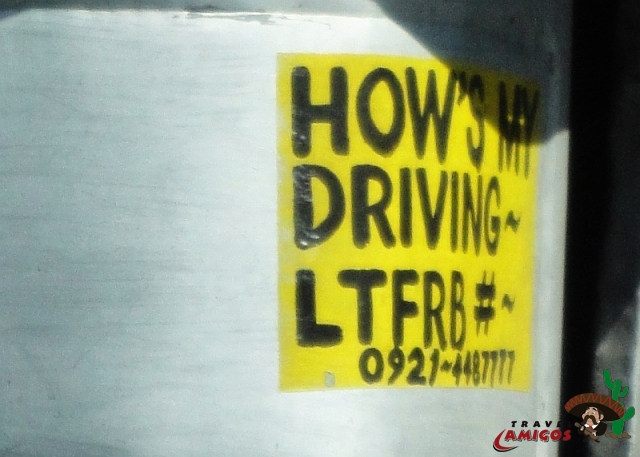 HOW'S MY
DRIVING~
LTFRB #~
0921~4487777
TRAVEL
AMIGOS